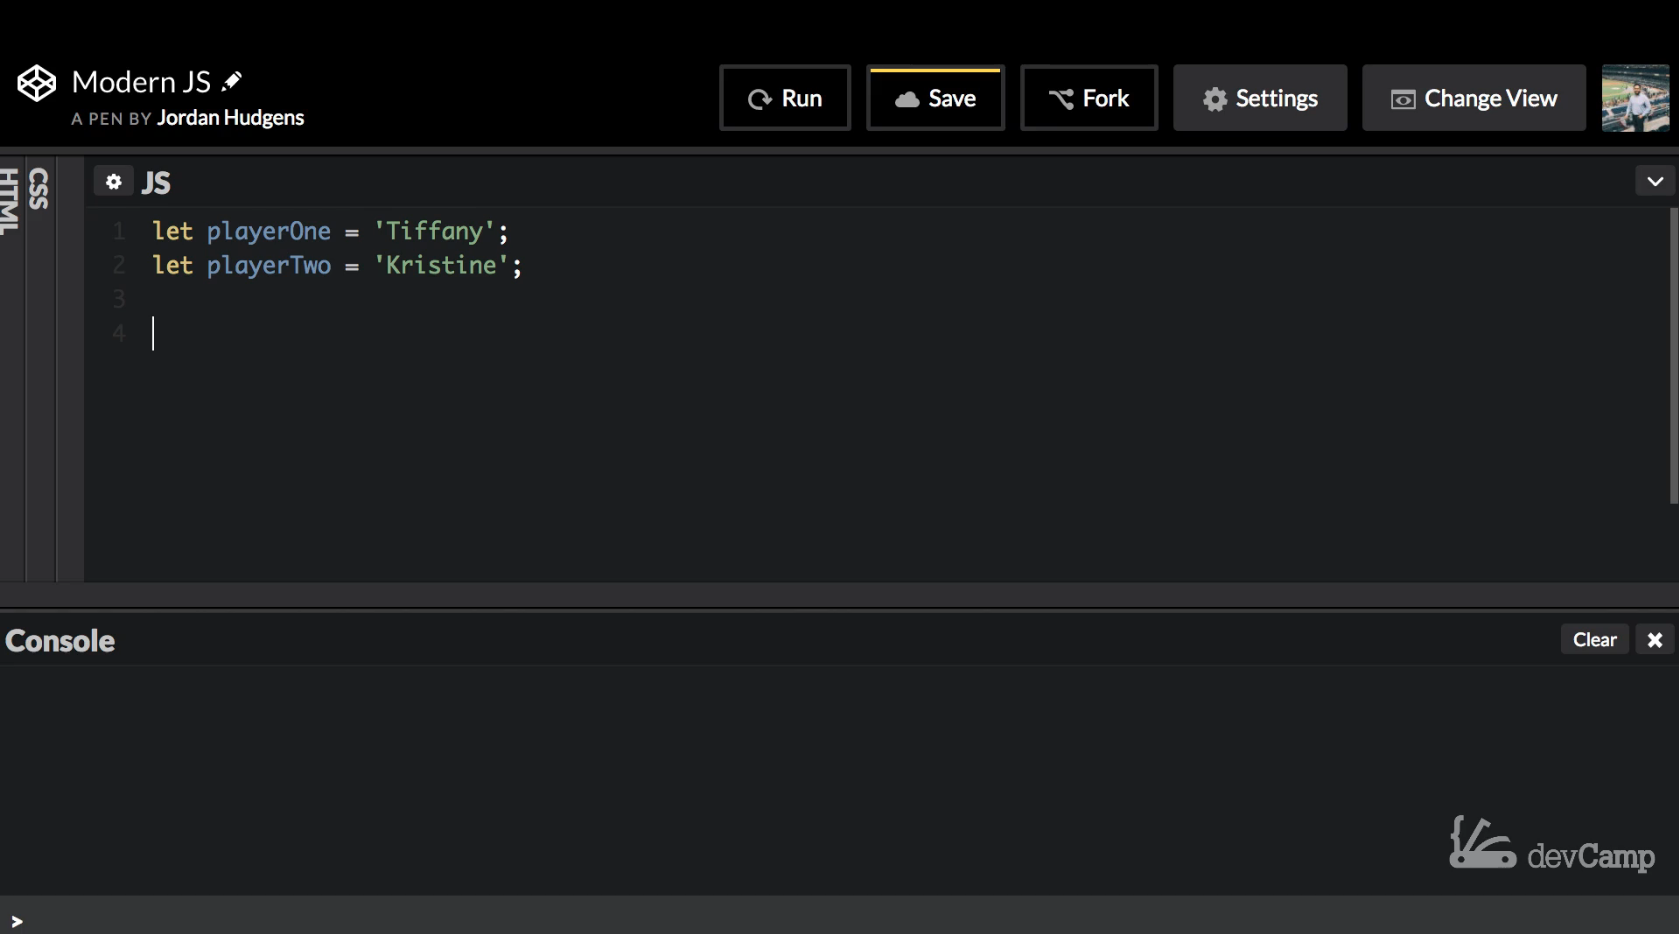 Modern JS
A PEN BY Jordan Hudgens
Run
Save
Fork
Settings
Change View
HTML
CSS
JS
1 let playerOne = 'Tiffany';
2 let playerTwo = 'Kristine';
3
4
Console
Clear
devCamp
>